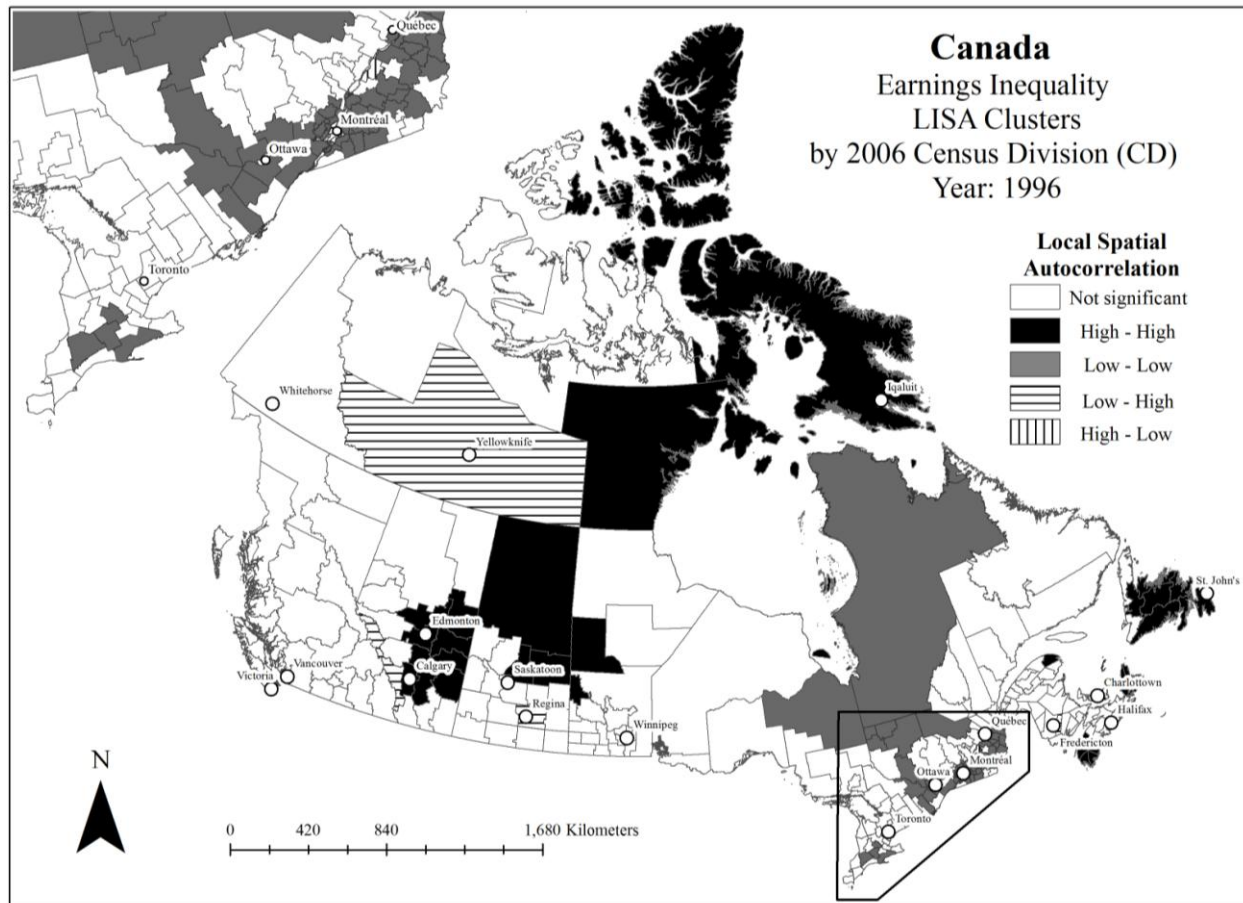 Canada
Earnings Inequality
LISA Clusters
by 2006 Census Division (CD)
Year: 1996
Local Spatial
Autocorrelation
Not significant
High - High
Low - Low
Low - High
High - Low
Québec
Montréal
Ottawa
Toronto
Whitehorse
Yellowknife
Iqaluit
Edmonton
Calgary
Saskatoon
Regina
Vancouver
Victoria
Winnipeg
St. John's
Charlottown
Halifax
Fredericton
Québec
Montréal
Ottawa
Toronto
N
0 420 840 1,680 Kilometers